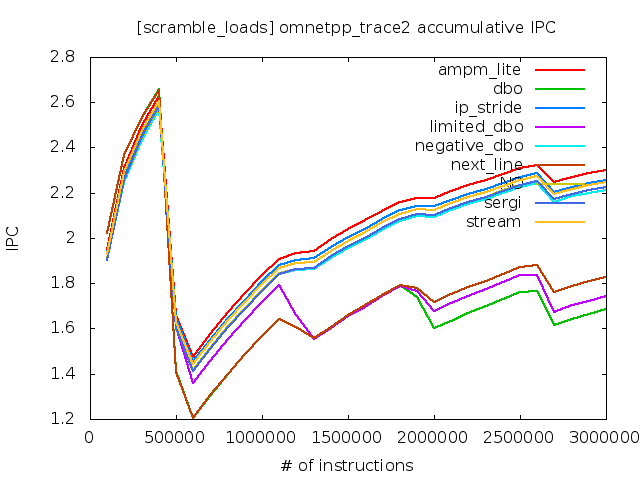 [scramble_loads] omnetpp_trace2 accumulative IPC
2.8
2.6
2.4
2.2
2
1.8
1.6
1.4
1.2
IPC
ampm_lite
dbo
ip_stride
limited_dbo
negative_dbo
next_line
sergi
stream
0 500000 1000000 1500000 2000000 2500000 3000000
# of instructions